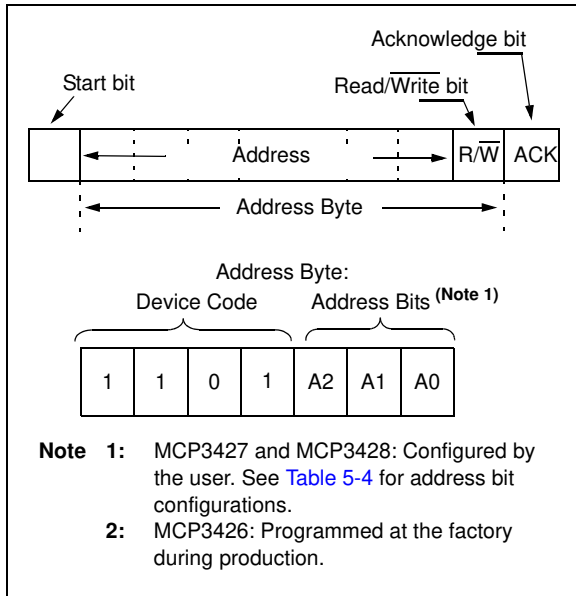 Acknowledge bit
Start bit
Read/Write bit
Address
R/W
ACK
Address Byte
Address Byte:
Device Code
Address Bits (Note 1)
1 1 0 1 A2 A1 A0
Note 1: MCP3427 and MCP3428: Configured by
the user. See Table 5-4 for address bit
configurations.
2: MCP3426: Programmed at the factory
during production.